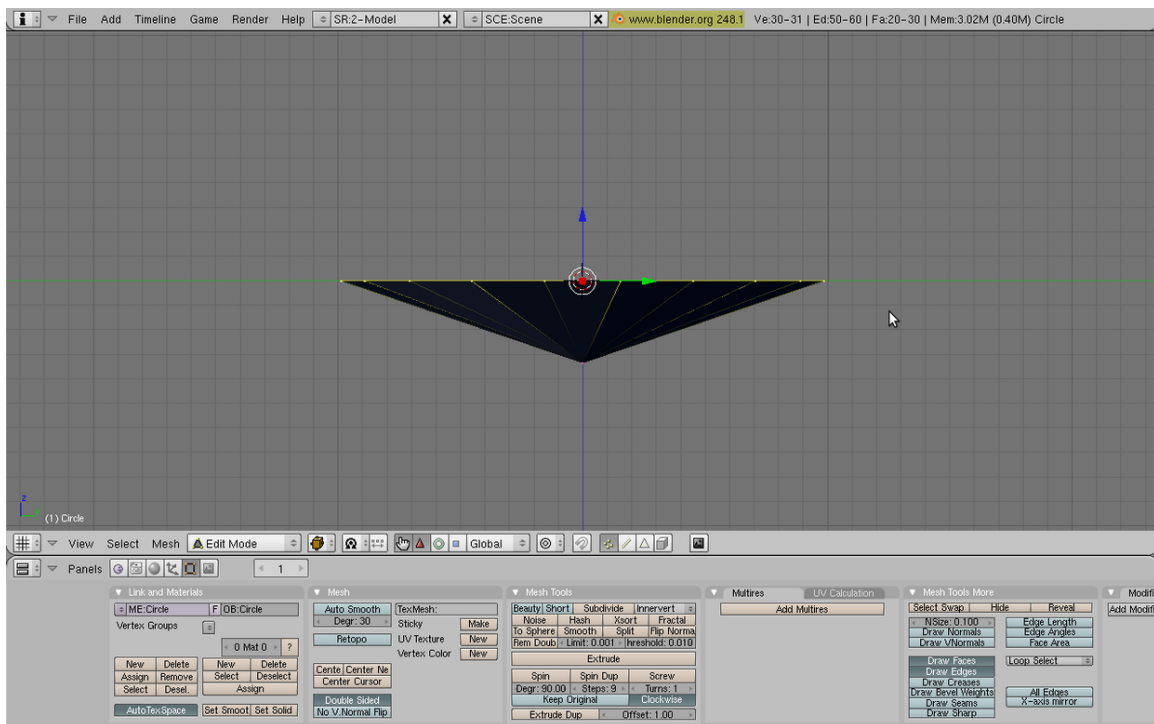 File Add Timeline Game Render Help SR:2-Model X SCE:Scene X www.blender.org 248.1 Ve:30-31 | Ed:50-60 | Fa:20-30 | Mem:3.02M (0.40M) Circle
z
y
(1) Circle
View Select Mesh Edit Mode Global
Panels 1
Link and Materials Mesh Mesh Tools Multires UV Calculation Mesh Tools More Modifi
ME:Circle F OB:Circle Auto Smooth TexMesh: Beauty Short Subdivide Innervert Add Multires Select Swap Hide Reveal Add Modif
Vertex Groups Degr: 30 Sticky Make Noise Hash Xsort Fractal NSize: 0.100 Edge Length
To Sphere Smooth Split Flip Norma Draw Normals Edge Angles
0 Mat 0 ? Retopo UV Texture New Rem Doub Limit: 0.001 hreshold: 0.010 Draw VNormals Face Area
Vertex Color New Extrude
New Delete New Delete Draw Faces Loop Select
Assign Remove Select Deselect Cente Center Ne Spin Spin Dup Screw Draw Edges
Select Desel. Assign Center Cursor Degr: 90.00 Steps: 9 Turns: 1 Draw Creases
Double Sided Keep Original Clockwise Draw Bevel Weights All Edges
AutoTexSpace Set Smoot Set Solid No V.Normal Flip Draw Seams X-axis mirror
Extrude Dup Offset: 1.00 Draw Sharp